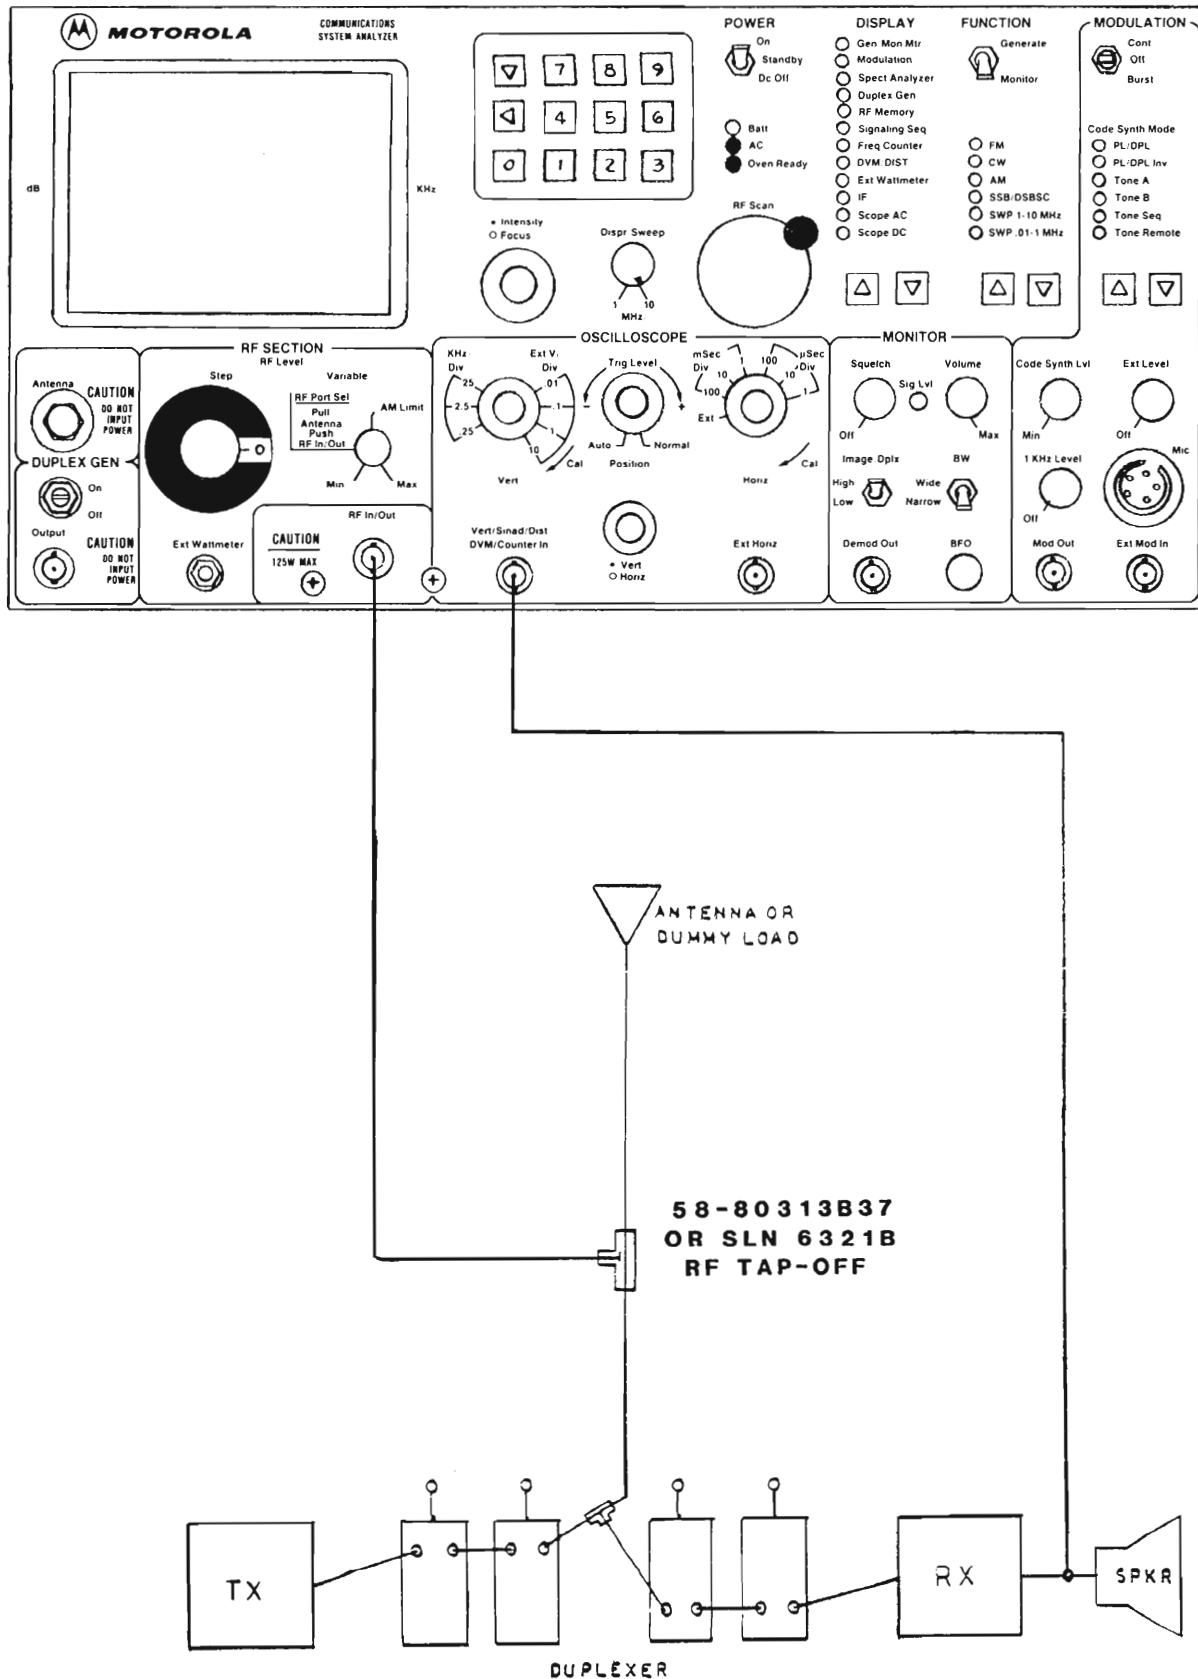 MOTOROLA
COMMUNICATIONS
SYSTEM ANALYZER
dB
KHz
7 8 9
4 5 6
0 1 2 3
• Intensity
O Focus
Dispr Sweep
1 10
MHz
POWER
On
Standby
Dc Off
Batt
AC
Oven Ready
RF Scan
DISPLAY
Gen Mon Mtr
Modulation
Spect Analyzer
Duplex Gen
RF Memory
Signaling Seq
Freq Counter
DVM/DIST
Ext Wattmeter
IF
Scope AC
Scope DC
FUNCTION
Generate
Monitor
FM
CW
AM
SSB/DSBSC
SWP 1-10 MHz
SWP .01-1 MHz
MODULATION
Cont
Off
Burst
Code Synth Mode
PL/DPL
PL/DPL Inv
Tone A
Tone B
Tone Seq
Tone Remote
Antenna
CAUTION
DO NOT
INPUT
POWER
DUPLEX GEN
On
Off
Output
CAUTION
DO NOT
INPUT
POWER
RF SECTION
RF Level
Step
0
Variable
RF Port Sel
Pull
Antenna
Push
RF In/Out
AM Limit
Min Max
Ext Wattmeter
CAUTION
125W MAX
RF In/Out
OSCILLOSCOPE
KHz
Div
25
2.5
.25
Ext V.
Div
.01
.1
1
10
Cal
Vert
Trig Level
- +
Auto Normal
Position
• Vert
O Horiz
mSec
Div
1
10
100
Ext
µSec
Div
100
10
1
Cal
Horiz
Vert/Sinad/Dist
DVM/Counter In
Ext Horiz
MONITOR
Squelch
Off
Sig Lvl
Volume
Max
Image Dplx
High
Low
BW
Wide
Narrow
Demod Out
BFO
Code Synth Lvl
Min
Ext Level
Off
1 KHz Level
Off
Mic
Mod Out
Ext Mod In
ANTENNA OR
DUMMY LOAD
58-80313B37
OR SLN 6321B
RF TAP-OFF
TX
RX
SPKR
DUPLEXER